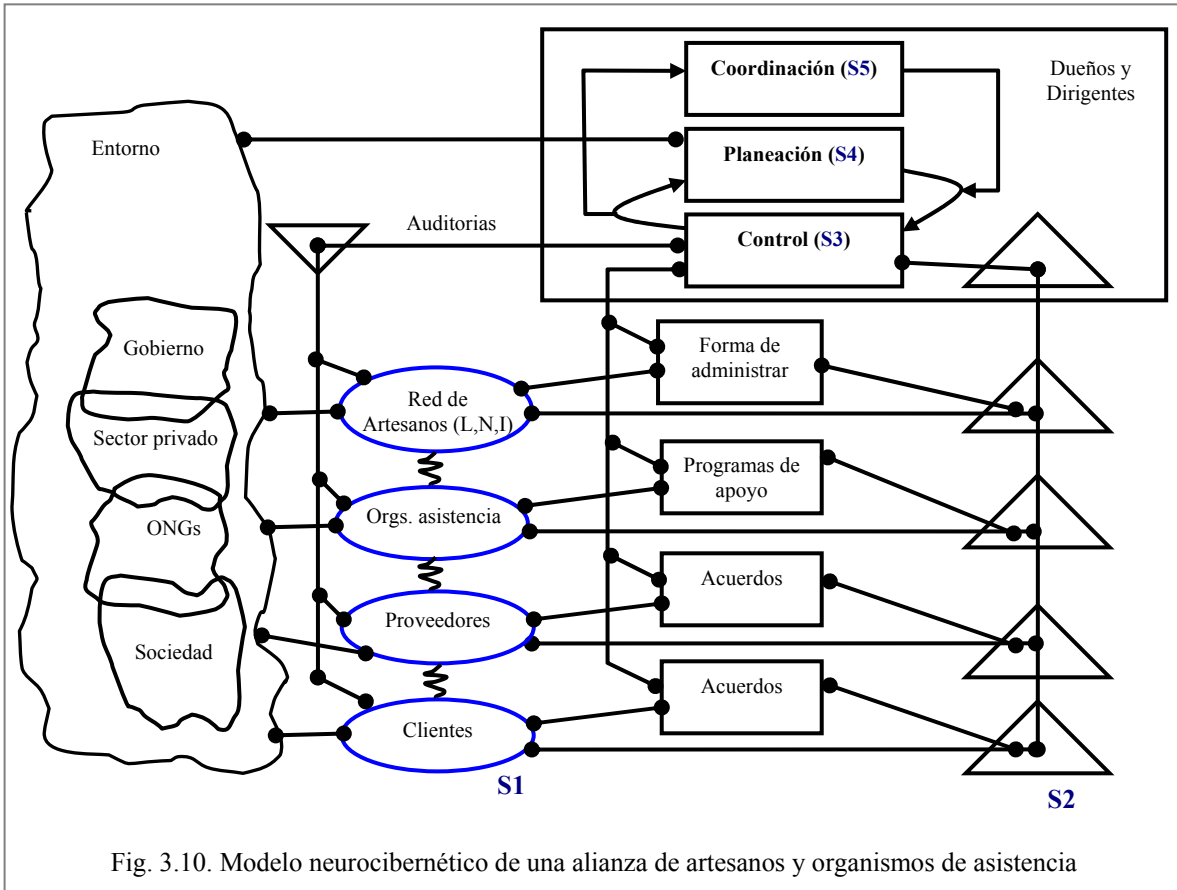 Coordinación (S5)
Dueños y
Dirigentes
Entorno
Planeación (S4)
Auditorias
Control (S3)
Gobierno
Forma de
administrar
Red de
Artesanos (L,N,I)
Sector privado
Programas de
apoyo
Orgs. asistencia
ONGs
Acuerdos
Proveedores
Sociedad
Acuerdos
Clientes
S1
S2
Fig. 3.10. Modelo neurocibernético de una alianza de artesanos y organismos de asistencia